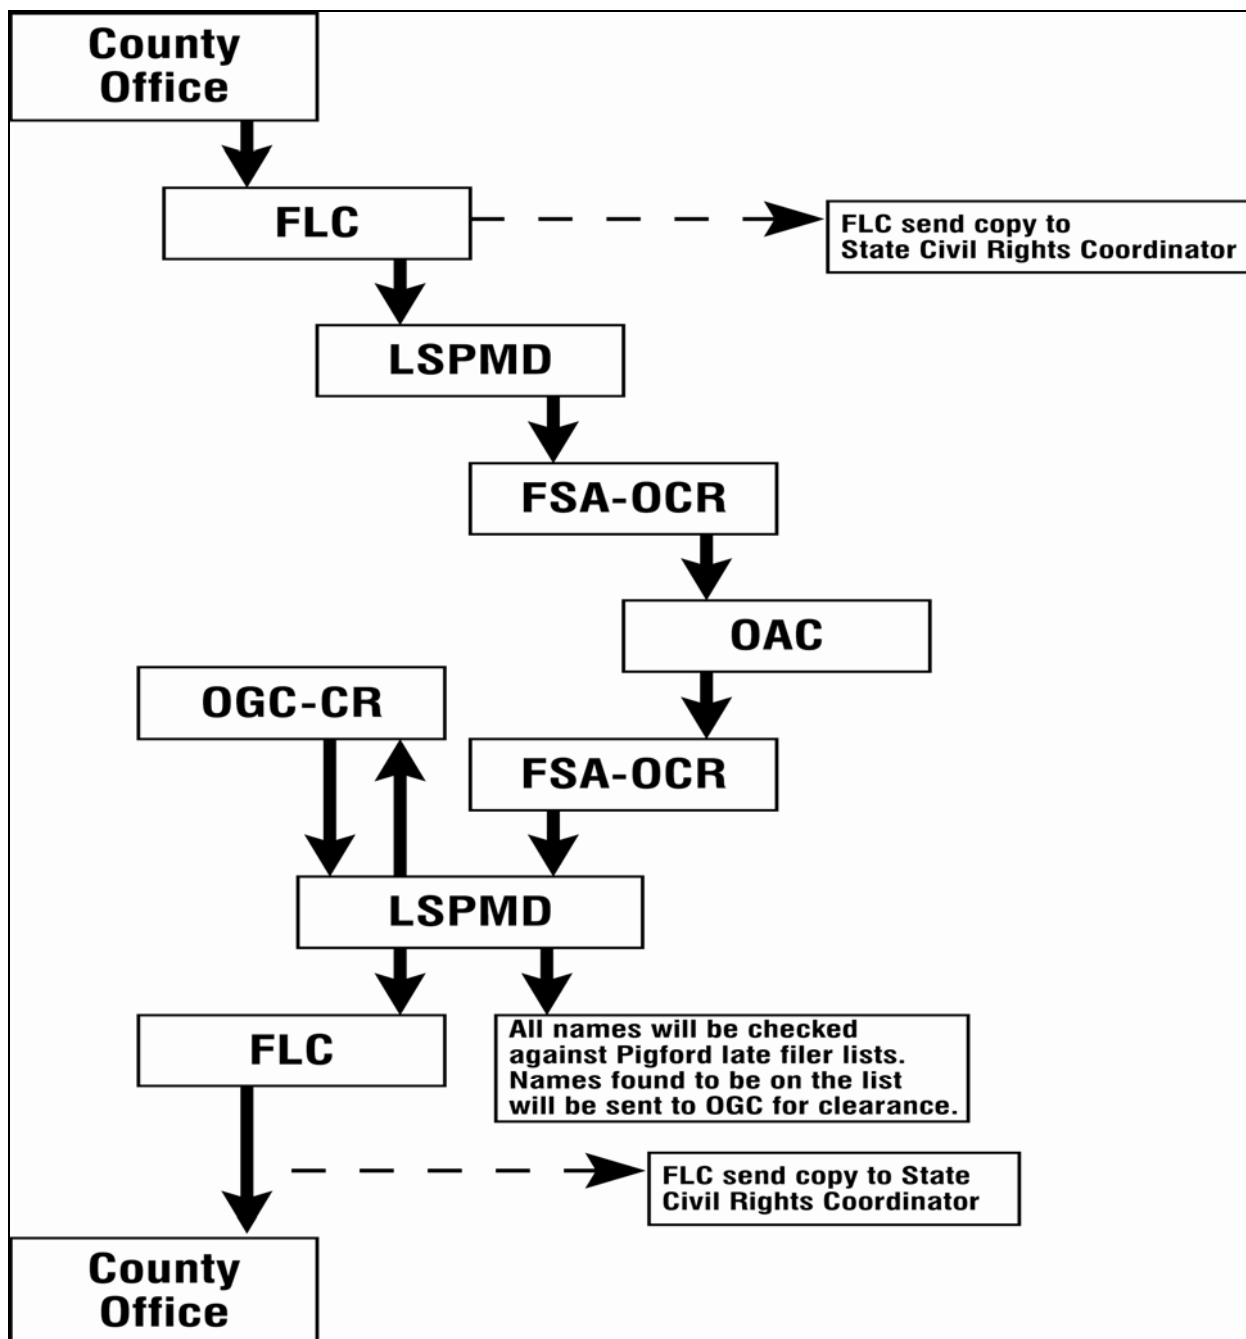 County
Office
FLC
FLC send copy to
State Civil Rights Coordinator
LSPMD
FSA-OCR
OAC
OGC-CR
FSA-OCR
LSPMD
FLC
All names will be checked
against Pigford late filer lists.
Names found to be on the list
will be sent to OGC for clearance.
FLC send copy to State
Civil Rights Coordinator
County
Office